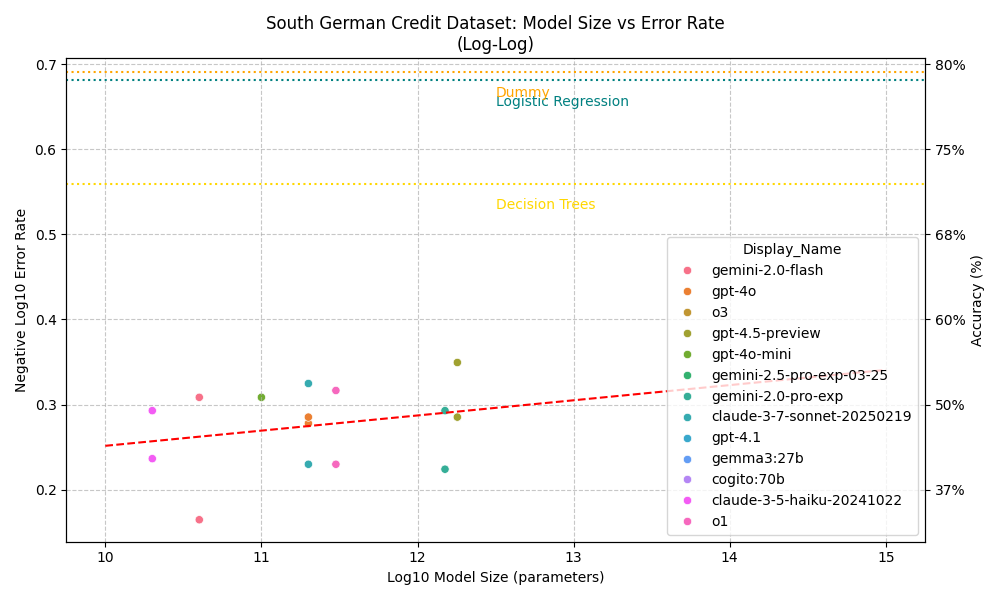 South German Credit Dataset: Model Size vs Error Rate
(Log-Log)
0.7
80%
Dummy
Logistic Regression
0.6
75%
Decision Trees
0.5
68%
Negative Log10 Error Rate
Accuracy (%)
0.4
60%
0.3
50%
0.2
37%
Display_Name
gemini-2.0-flash
gpt-4o
o3
gpt-4.5-preview
gpt-4o-mini
gemini-2.5-pro-exp-03-25
gemini-2.0-pro-exp
claude-3-7-sonnet-20250219
gpt-4.1
gemma3:27b
cogito:70b
claude-3-5-haiku-20241022
o1
10
11
12
13
14
15
Log10 Model Size (parameters)